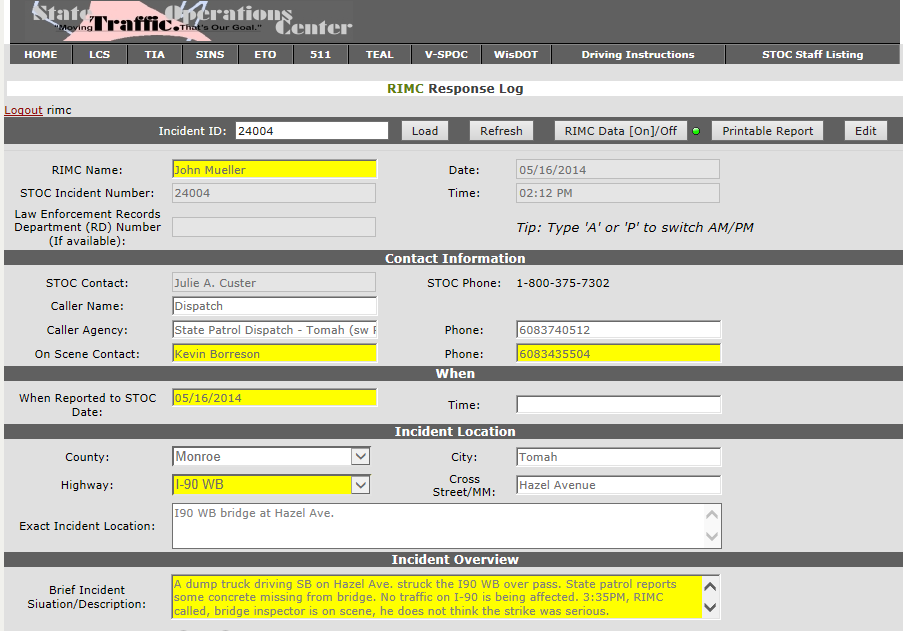 State Traffic Operations Center
"Moving Traffic. That's Our Goal."
HOME LCS TIA SINS ETO 511 TEAL V-SPOC WisDOT Driving Instructions STOC Staff Listing
RIMC Response Log
Logout rimc
Incident ID: 24004 Load Refresh RIMC Data [On]/Off Printable Report Edit
RIMC Name: John Mueller Date: 05/16/2014
STOC Incident Number: 24004 Time: 02:12 PM
Law Enforcement Records
Department (RD) Number
(If available):
Tip: Type 'A' or 'P' to switch AM/PM
Contact Information
STOC Contact: Julie A. Custer STOC Phone: 1-800-375-7302
Caller Name: Dispatch
Caller Agency: State Patrol Dispatch - Tomah (sw Phone: 6083740512
On Scene Contact: Kevin Borreson Phone: 6083435504
When
When Reported to STOC
Date:
05/16/2014 Time:
Incident Location
County: Monroe City: Tomah
Highway: I-90 WB Cross
Street/MM:
Hazel Avenue
Exact Incident Location: I90 WB bridge at Hazel Ave.
Incident Overview
Brief Incident
Siuation/Description:
A dump truck driving SB on Hazel Ave. struck the I90 WB over pass. State patrol reports
some concrete missing from bridge. No traffic on I-90 is being affected. 3:35PM, RIMC
called, bridge inspector is on scene, he does not think the strike was serious.